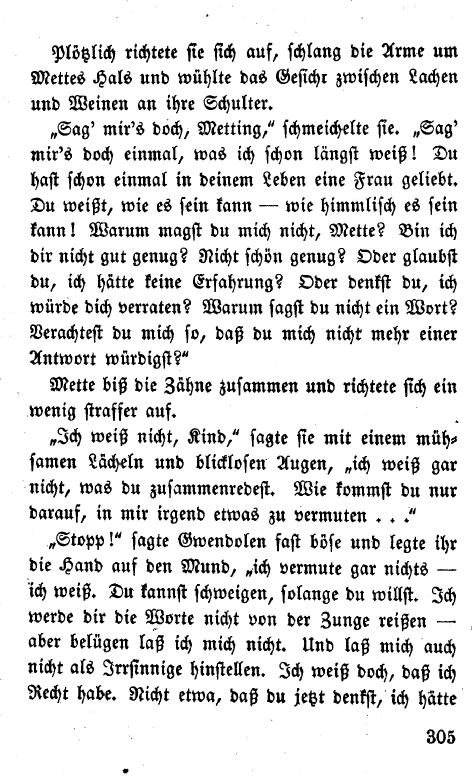 Plötzlich richtete sie sich auf, schlang die Arme um
Mettes Hals und wühlte das Gesicht zwischen Lachen
und Weinen an ihre Schulter.
„Sag' mir's doch, Metting,“ schmeichelte sie. „Sag'
mir's doch einmal, was ich schon längst weiß! Du
hast schon einmal in deinem Leben eine Frau geliebt.
Du weißt, wie es sein kann — wie himmlisch es sein
kann! Warum magst du mich nicht, Mette? Bin ich
dir nicht gut genug? Nicht schön genug? Oder glaubst
du, ich hätte keine Erfahrung? Oder denkst du, ich
würde dich verraten? Warum sagst du nicht ein Wort?
Verachtest du mich so, daß du mich nicht mehr einer
Antwort würdigst?“
Mette biß die Zähne zusammen und richtete sich ein
wenig straffer auf.
„Ich weiß nicht, Kind,“ sagte sie mit einem müh-
samen Lächeln und blicklosen Augen, „ich weiß gar
nicht, was du zusammenredest. Wie kommst du nur
darauf, in mir irgend etwas zu vermuten . . .“
„Stopp!“ sagte Gwendolen fast böse und legte ihr
die Hand auf den Mund, „ich vermute gar nichts —
ich weiß. Du kannst schweigen, solange du willst. Ich
werde dir die Worte nicht von der Zunge reißen —
aber belügen laß ich mich nicht. Und laß mich auch
nicht als Irrsinnige hinstellen. Ich weiß doch, daß ich
Recht habe. Nicht etwa, daß du jetzt denkst, ich hätte
305